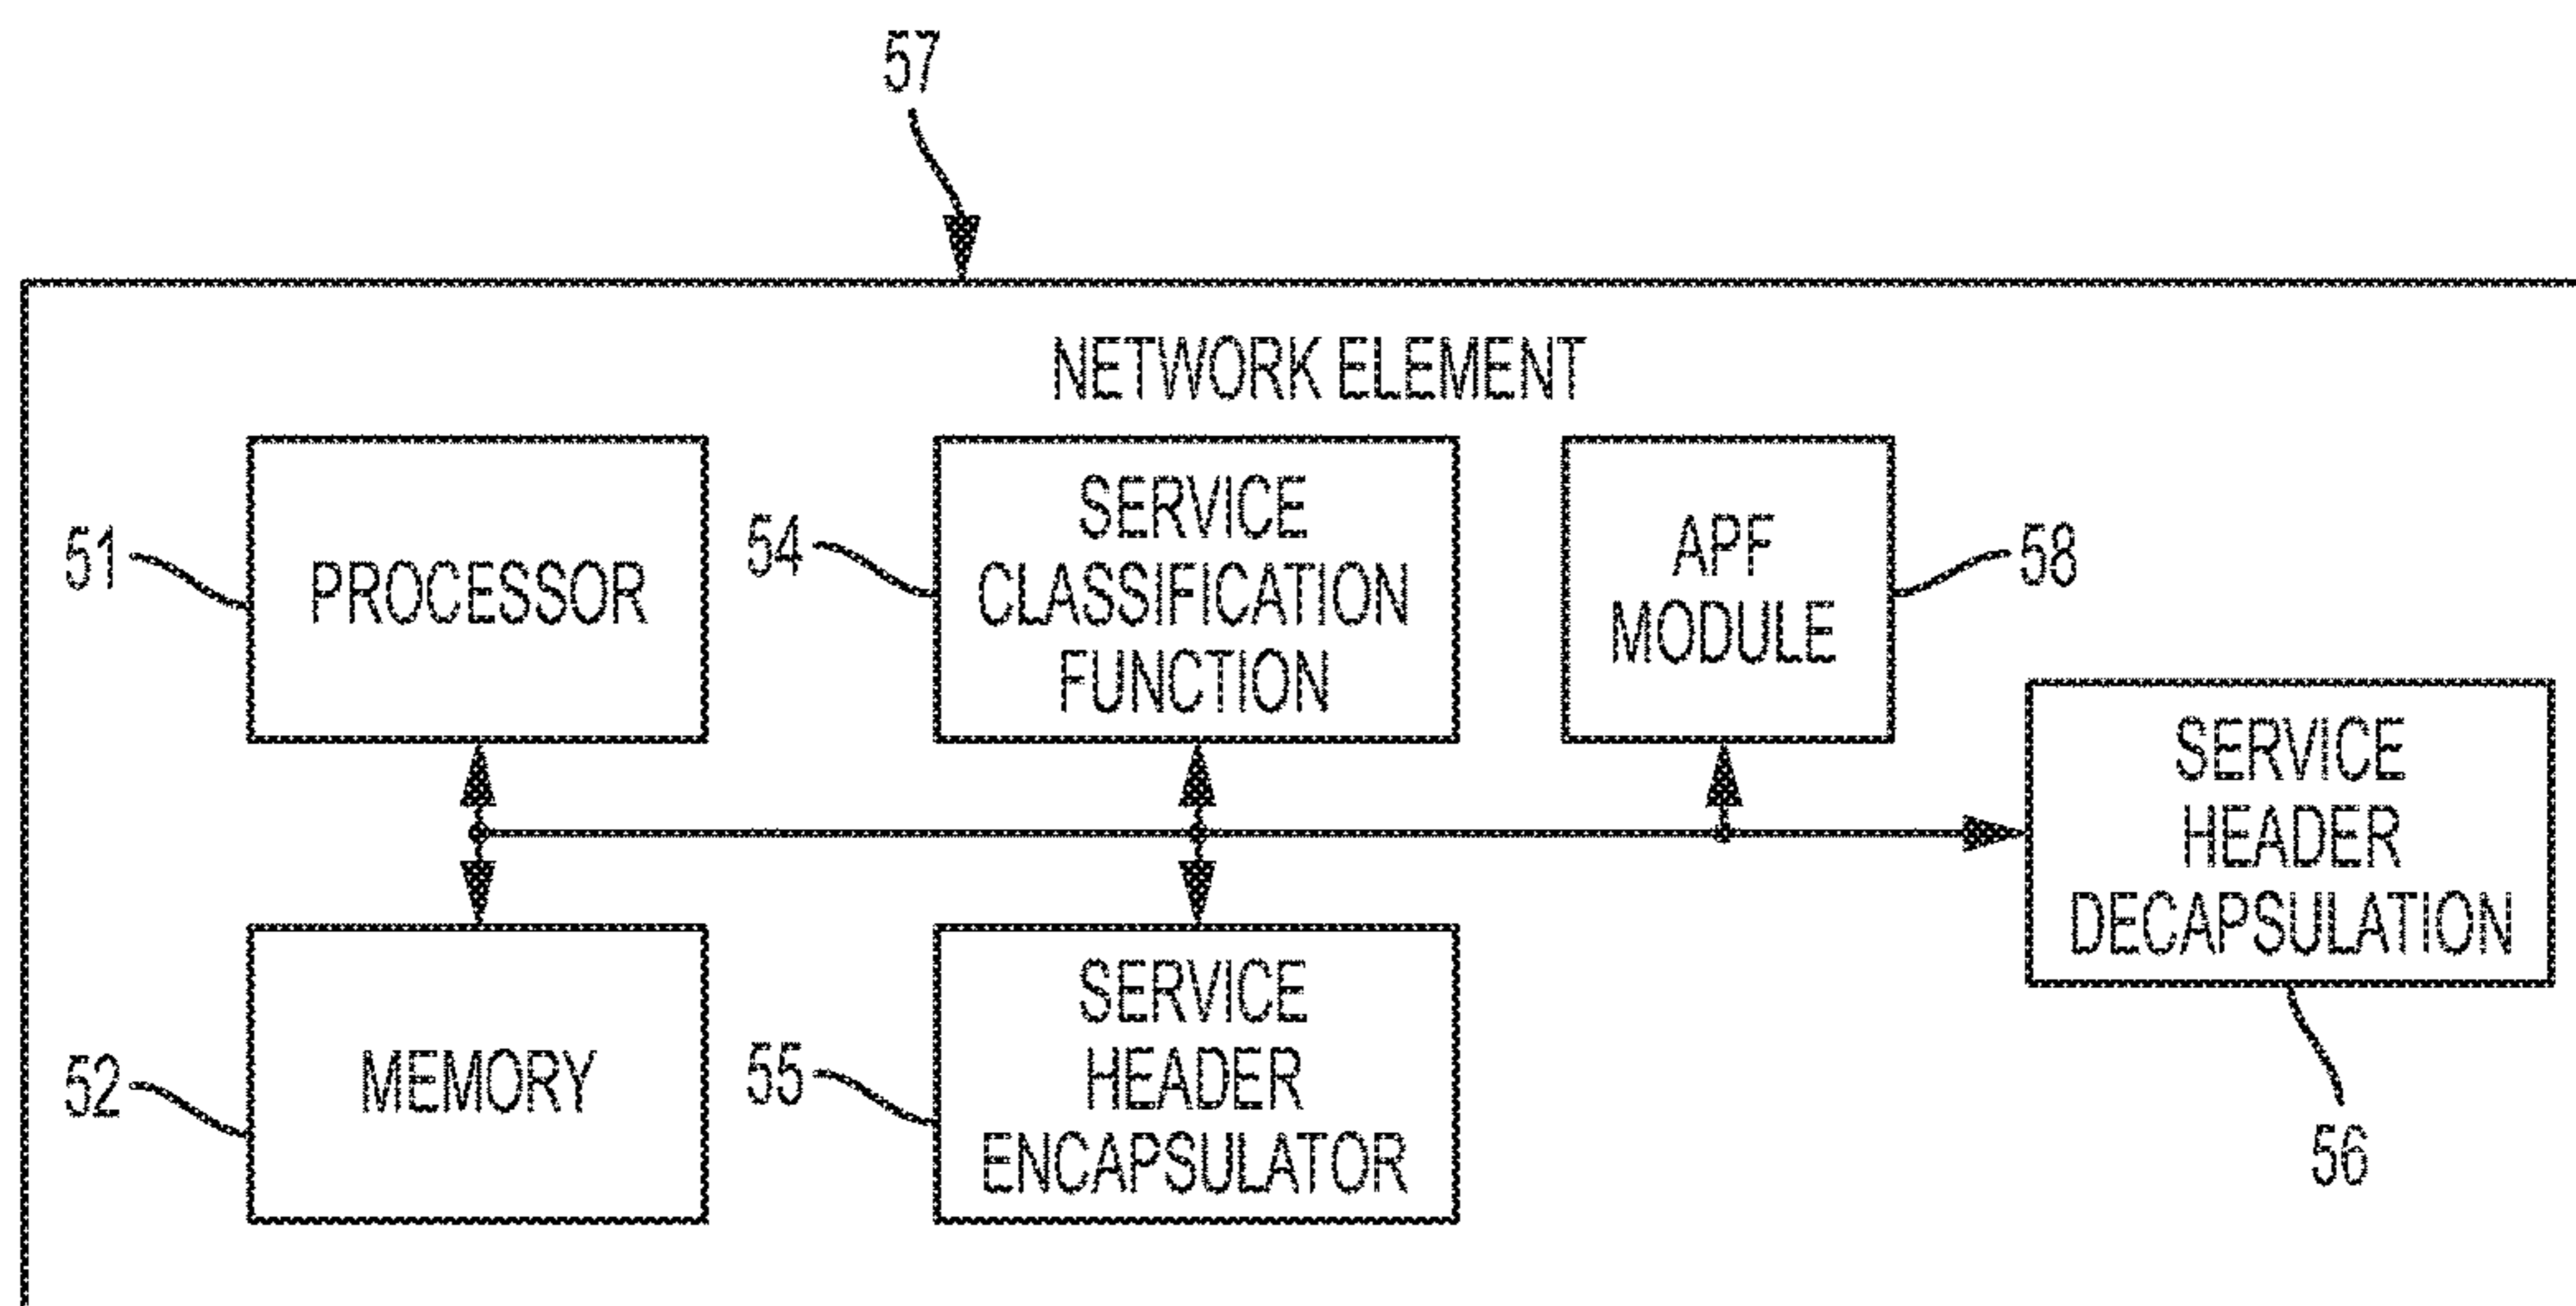 57
NETWORK ELEMENT
51
PROCESSOR
54
SERVICE
CLASSIFICATION
FUNCTION
APF
MODULE
58
52
MEMORY
55
SERVICE
HEADER
ENCAPSULATOR
SERVICE
HEADER
DECAPSULATION
56